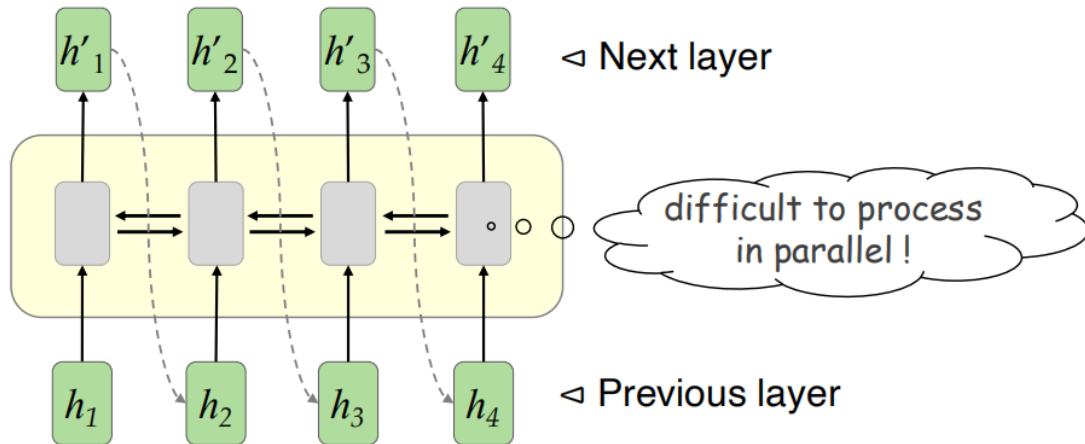 h'1 h'2 h'3 h'4 ◁ Next layer
difficult to process
in parallel !
h1 h2 h3 h4 ◁ Previous layer